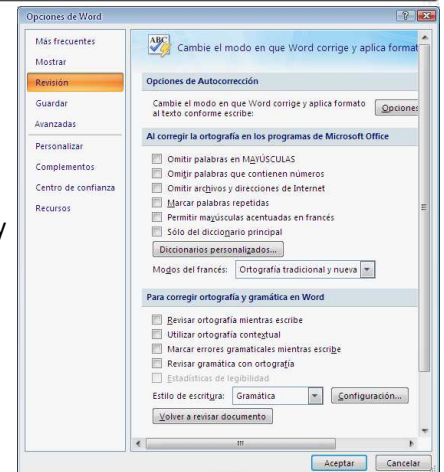 Opciones de Word
Más frecuentes
Mostrar
Revisión
Guardar
Avanzadas
Personalizar
Complementos
Centro de confianza
Recursos
y
ABC
Cambie el modo en que Word corrige y aplica format
Opciones de Autocorrección
Cambie el modo en que Word corrige y aplica formato
al texto conforme escribe:
Opciones
Al corregir la ortografía en los programas de Microsoft Office
Omitir palabras en MAYÚSCULAS
Omitir palabras que contienen números
Omitir archivos y direcciones de Internet
Marcar palabras repetidas
Permitir mayúsculas acentuadas en francés
Sólo del diccionario principal
Diccionarios personalizados...
Modos del francés: Ortografía tradicional y nueva
Para corregir ortografía y gramática en Word
Revisar ortografía mientras escribe
Utilizar ortografía contextual
Marcar errores gramaticales mientras escribe
Revisar gramática con ortografía
Estadísticas de legibilidad
Estilo de escritura: Gramática Configuración...
Volver a revisar documento
Aceptar Cancelar